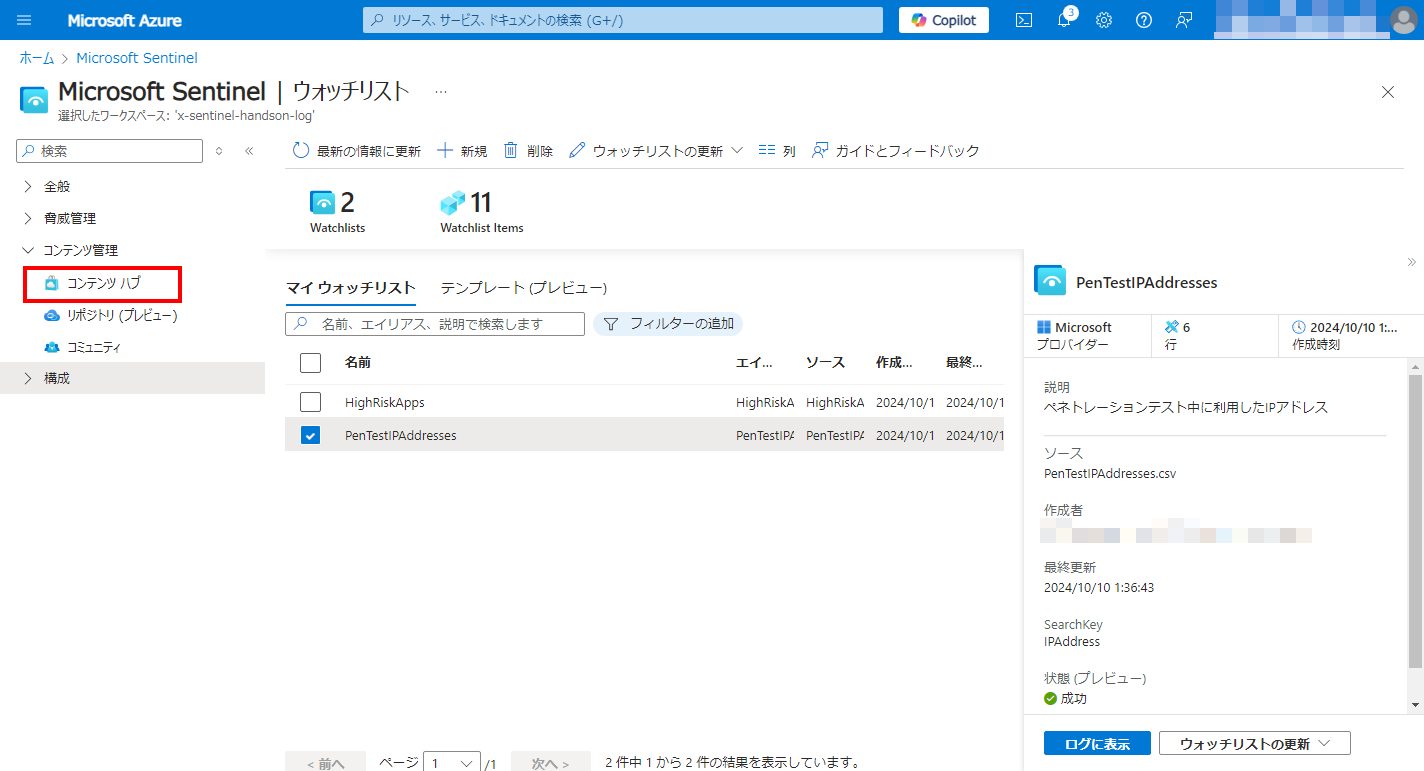 Microsoft Azure
リソース、サービス、ドキュメントの検索 (G+/)
Copilot
3
ホーム > Microsoft Sentinel
Microsoft Sentinel | ウォッチリスト ...
選択したワークスペース: 'x-sentinel-handson-log'
検索
最新の情報に更新
新規
削除
ウォッチリストの更新
列
ガイドとフィードバック
全般
脅威管理
コンテンツ管理
コンテンツ ハブ
リポジトリ (プレビュー)
コミュニティ
構成
2
Watchlists
11
Watchlist Items
マイ ウォッチリスト
テンプレート (プレビュー)
名前、エイリアス、説明で検索します
フィルターの追加
名前 エイ... ソース 作成... 最終...
HighRiskApps HighRiskA HighRiskA 2024/10/1 2024/10/1
PenTestIPAddresses PenTestIPA PenTestIPA 2024/10/1 2024/10/1
< 前へ ページ 1 /1 次へ > 2 件中 1 から 2 件の結果を表示しています。
PenTestIPAddresses
Microsoft
プロバイダー
6
行
2024/10/10 1:...
作成時刻
説明
ペネトレーションテスト中に利用したIPアドレス
ソース
PenTestIPAddresses.csv
作成者
最終更新
2024/10/10 1:36:43
SearchKey
IPAddress
状態 (プレビュー)
成功
ログに表示
ウォッチリストの更新